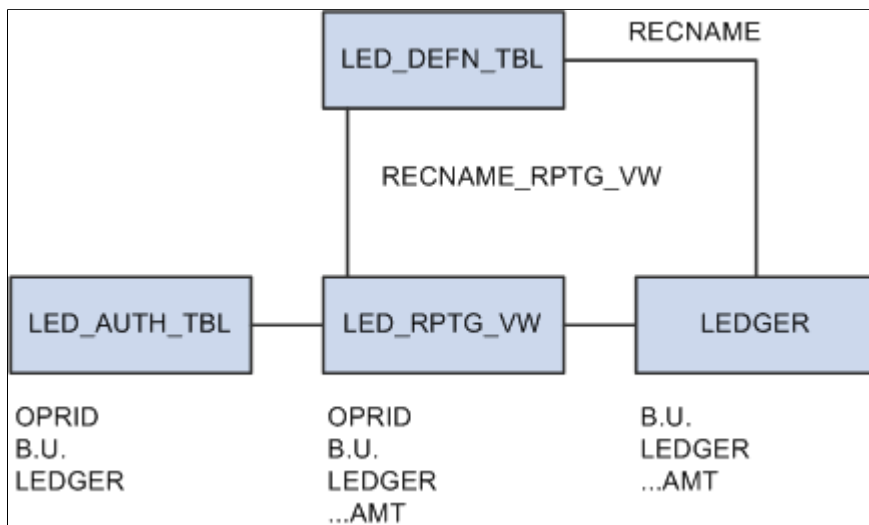 RECNAME
LED_DEFN_TBL
RECNAME_RPTG_VW
LED_AUTH_TBL
LED_RPTG_VW
LEDGER
OPRID
B.U.
LEDGER
OPRID
B.U.
LEDGER
...AMT
B.U.
LEDGER
...AMT